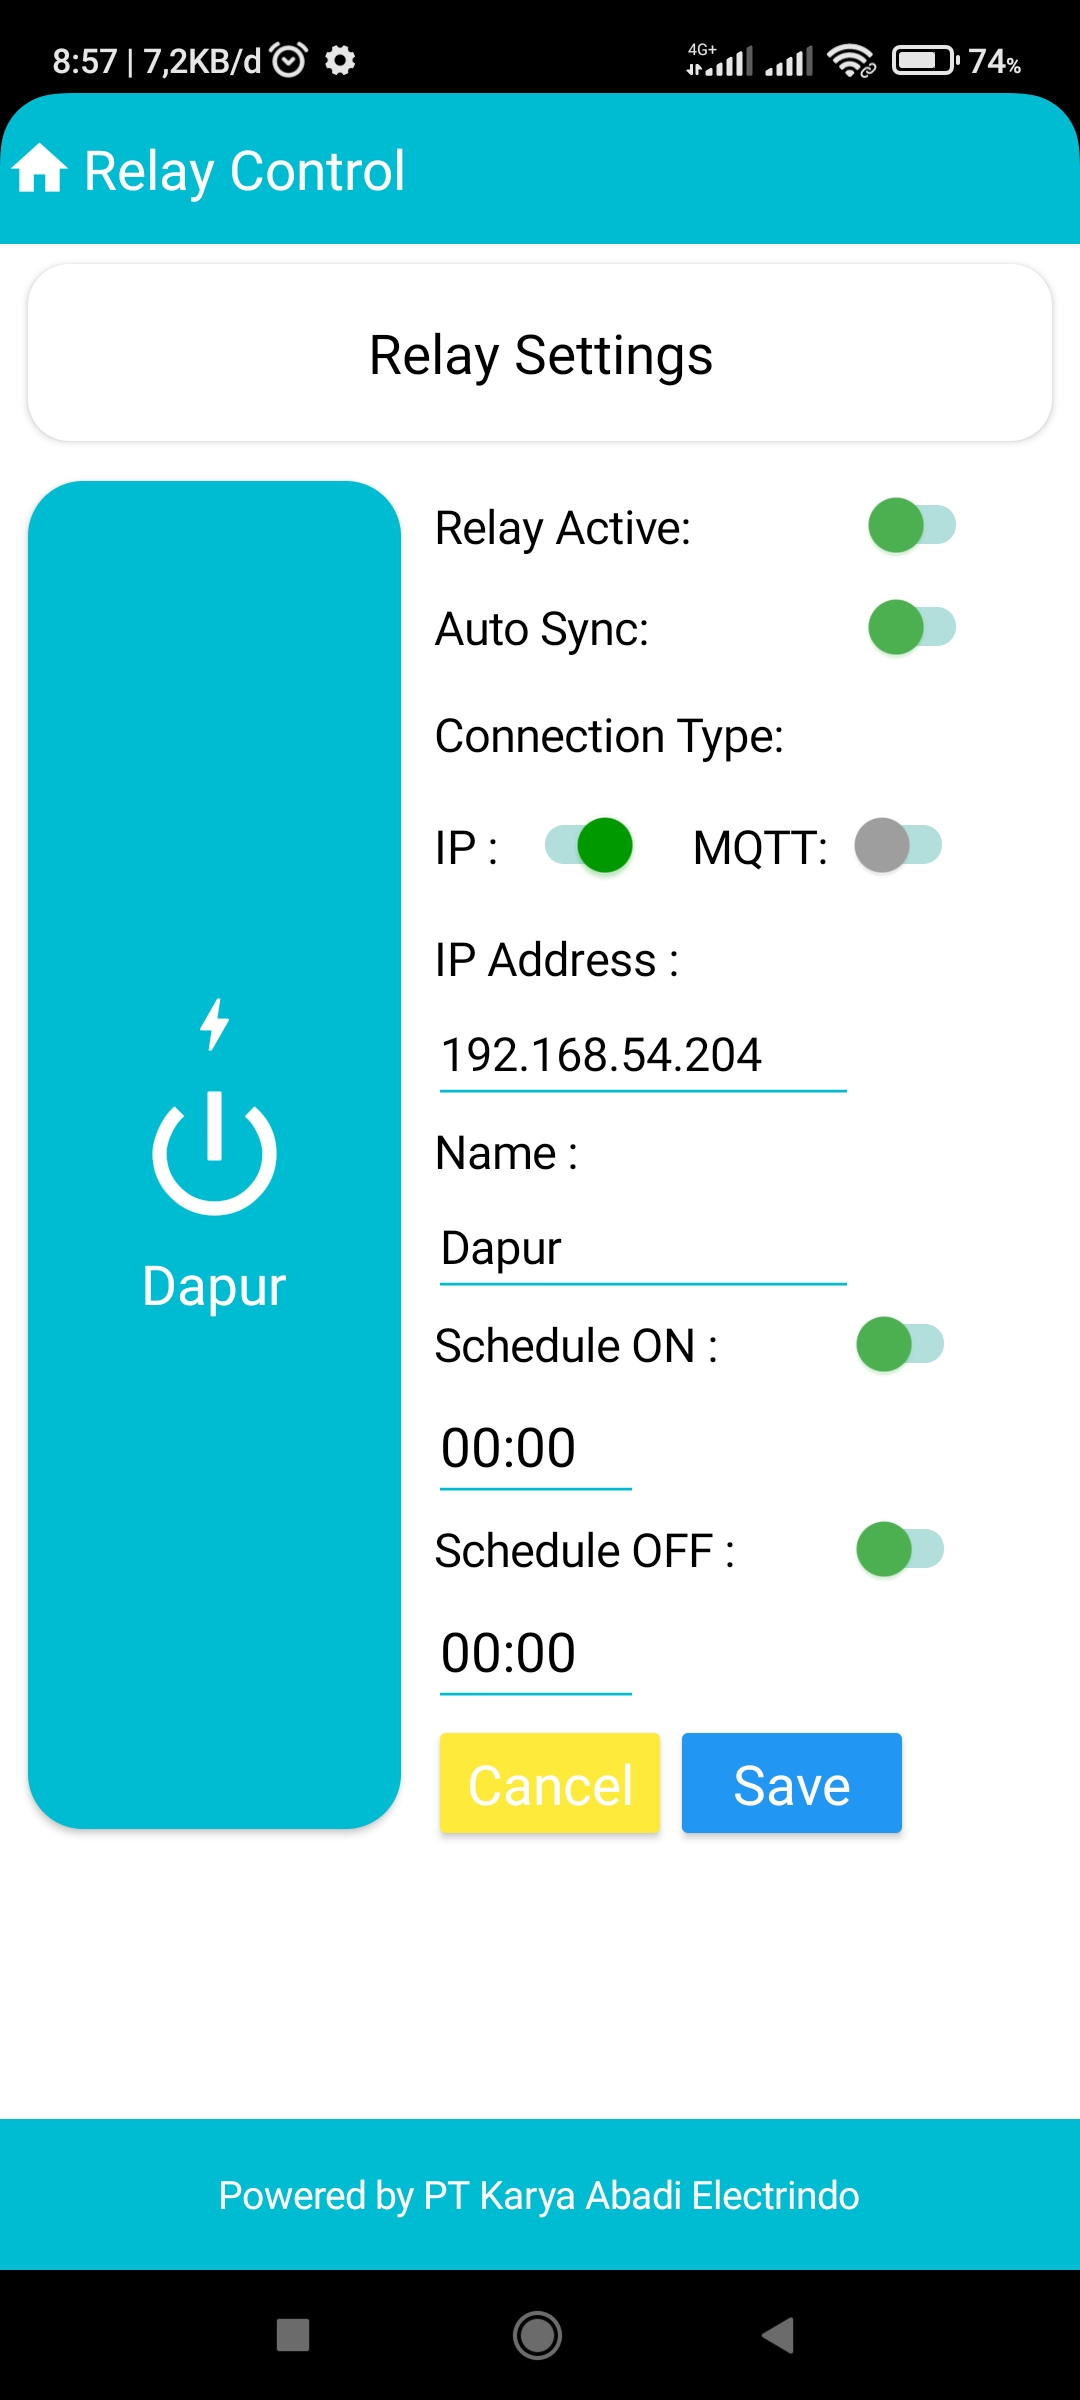 8:57 | 7,2KB/d
4G+
74%
Relay Control
Relay Settings
Relay Active:
Auto Sync:
Connection Type:
IP : MQTT:
IP Address :
192.168.54.204
Name :
Dapur
Dapur
Schedule ON :
00:00
Schedule OFF :
00:00
Cancel Save
Powered by PT Karya Abadi Electrindo